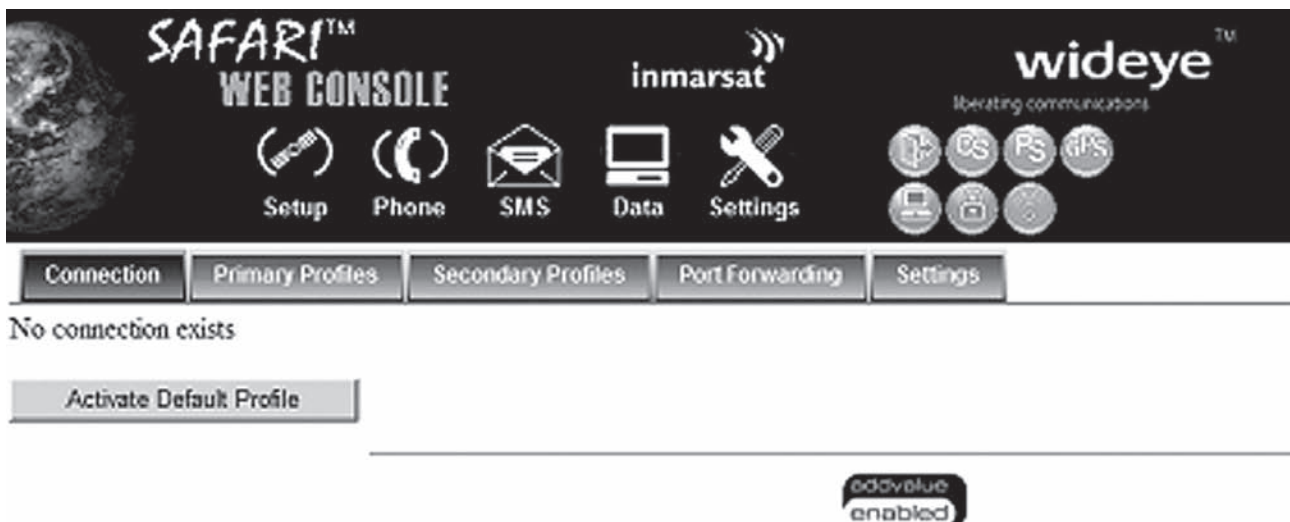 SAFARI™
WEB CONSOLE
inmarsat
wideye™
liberating communications
Setup Phone SMS Data Settings
CS PS GPS
Connection Primary Profiles Secondary Profiles Port Forwarding Settings
No connection exists
Activate Default Profile
addvalue
enabled